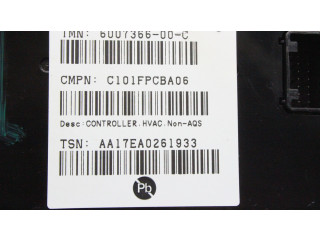 TMN: 6007366-00-C
CMPN: C101FPCBA06
Desc:CONTROLLER.HVAC.Non-AQS
TSN: AA17EA0261933
Pb